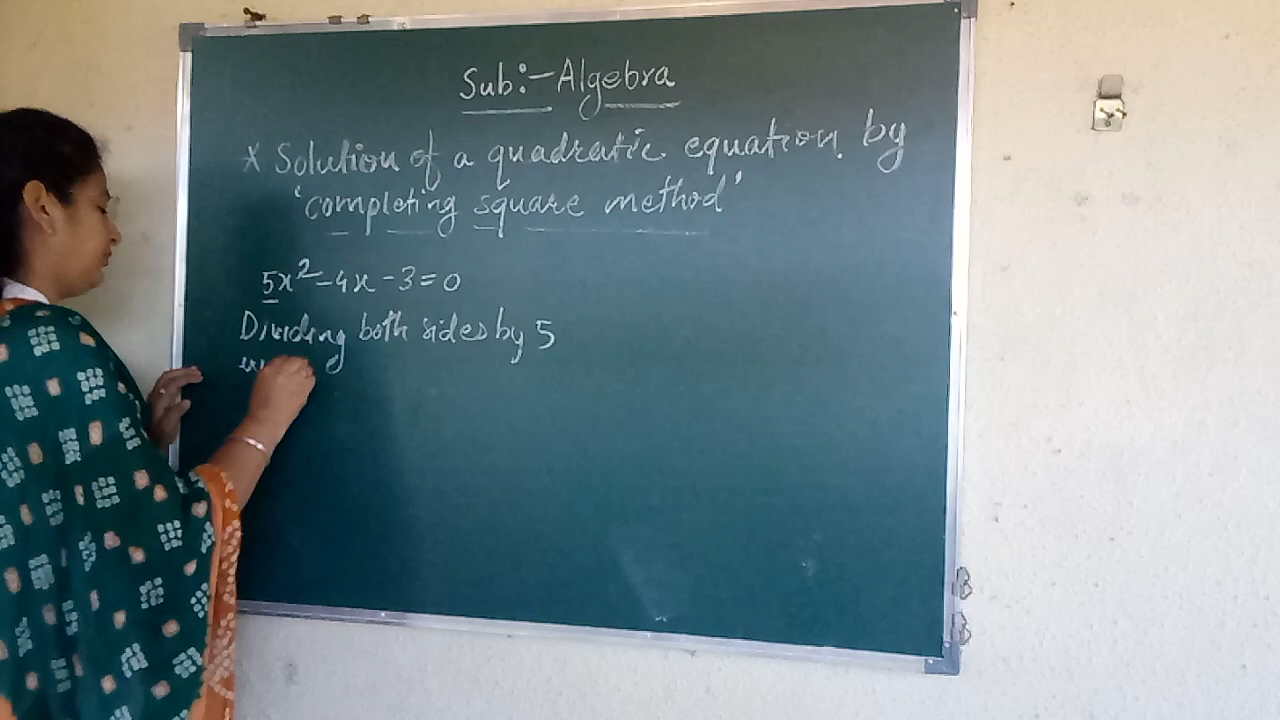 Sub:- Algebra
* Solution of a quadratic equation. by
'completing square method'
5x² - 4x - 3 = 0
Dividing both sides by 5